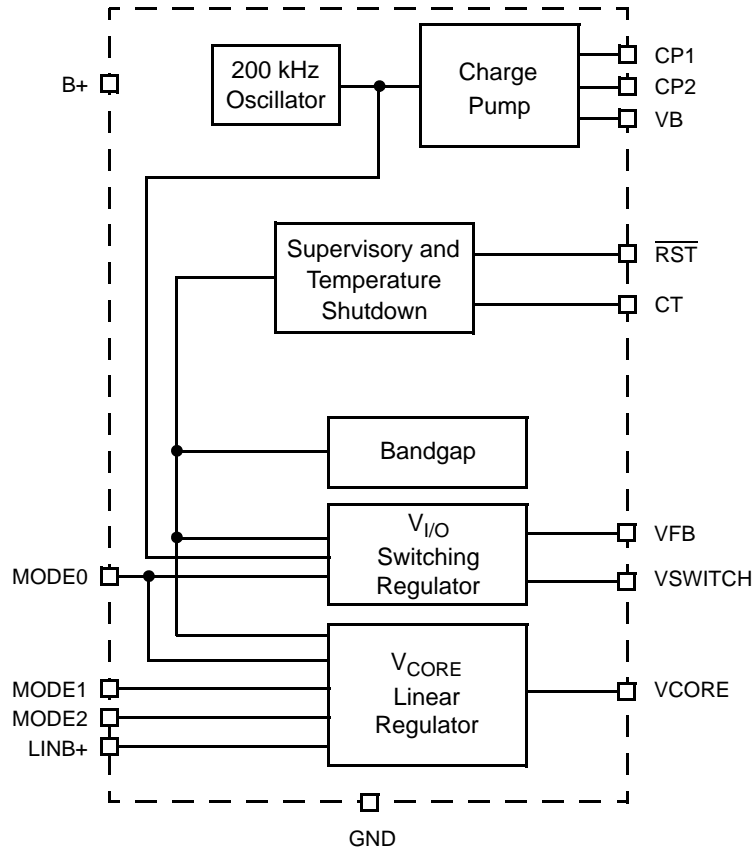 B+
200 kHz
Oscillator
Charge
Pump
CP1
CP2
VB
Supervisory and
Temperature
Shutdown
RST
CT
Bandgap
VI/O
Switching
Regulator
VFB
VSWITCH
MODE0
MODE1
MODE2
LINB+
VCORE
Linear
Regulator
VCORE
GND